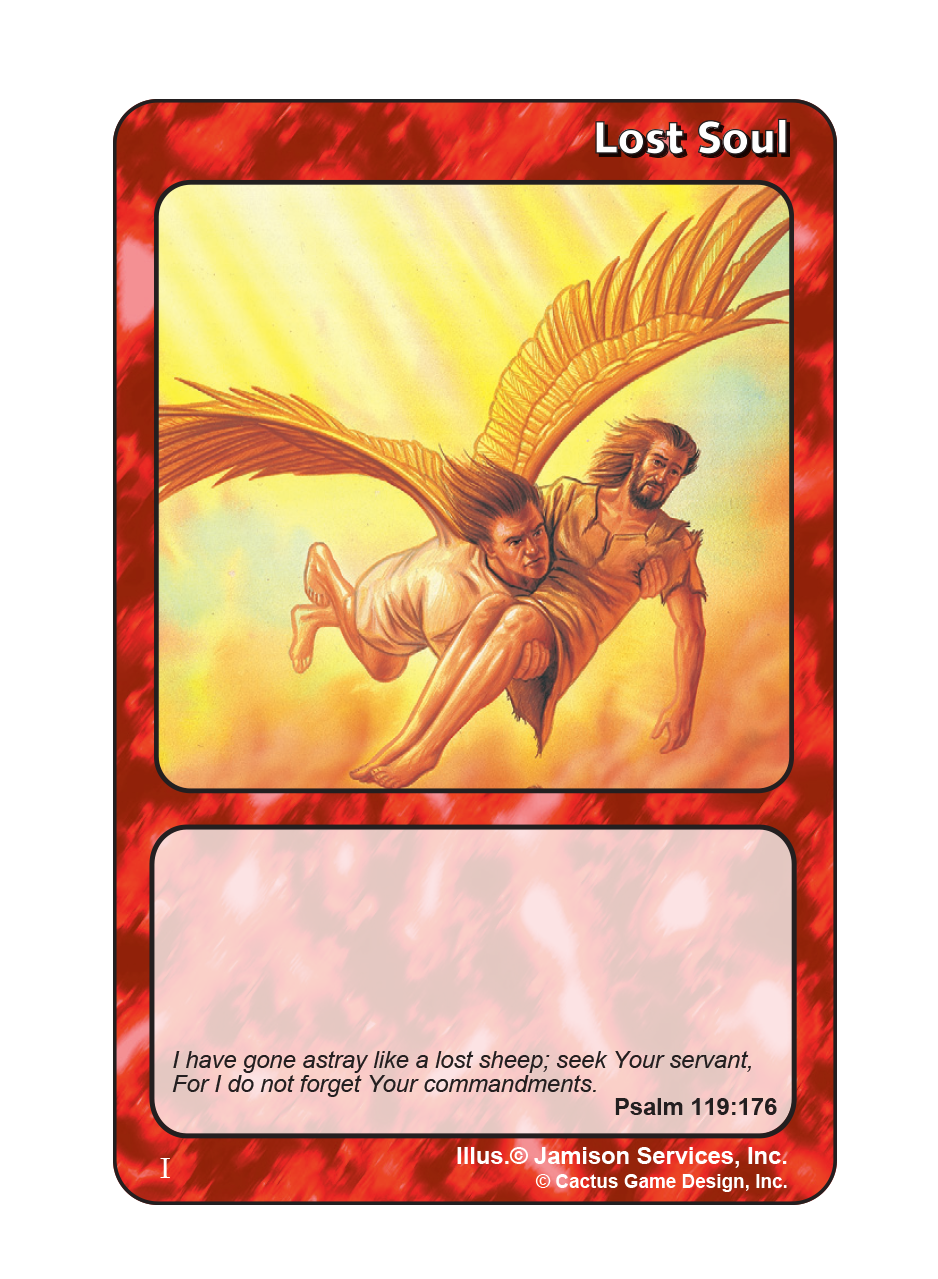 Lost Soul
I have gone astray like a lost sheep; seek Your servant,
For I do not forget Your commandments.
Psalm 119:176
Illus.© Jamison Services, Inc.
I
© Cactus Game Design, Inc.